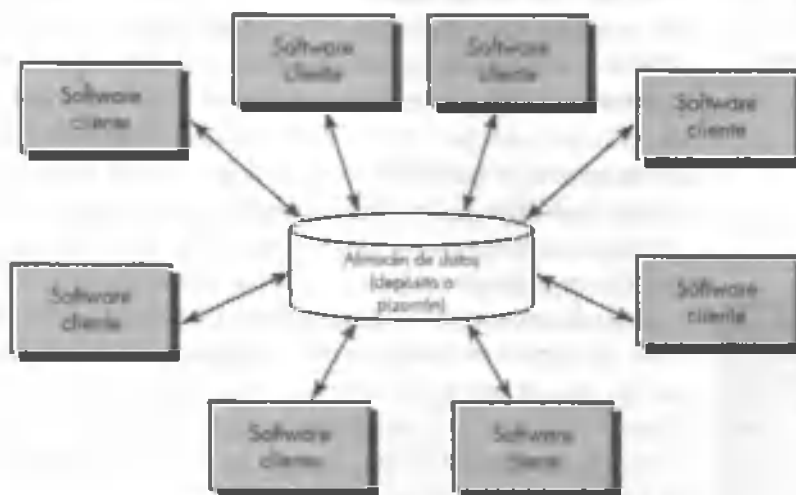 Software
cliente
Software
cliente
Software
cliente
Software
cliente
Almacén de datos
(depósito o
pizarrón)
Software
cliente
Software
cliente
Software
cliente
Software
cliente